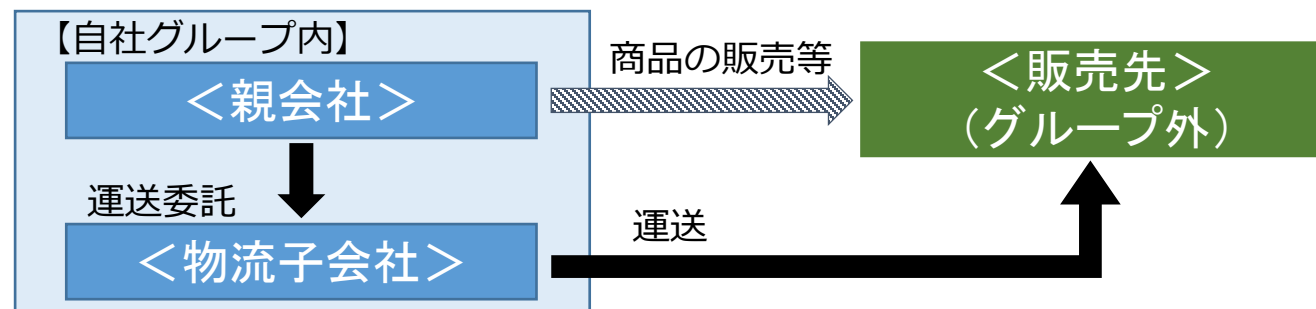 【自社グループ内】
＜親会社＞
商品の販売等
＜販売先＞
（グループ外）
運送委託
＜物流子会社＞
運送